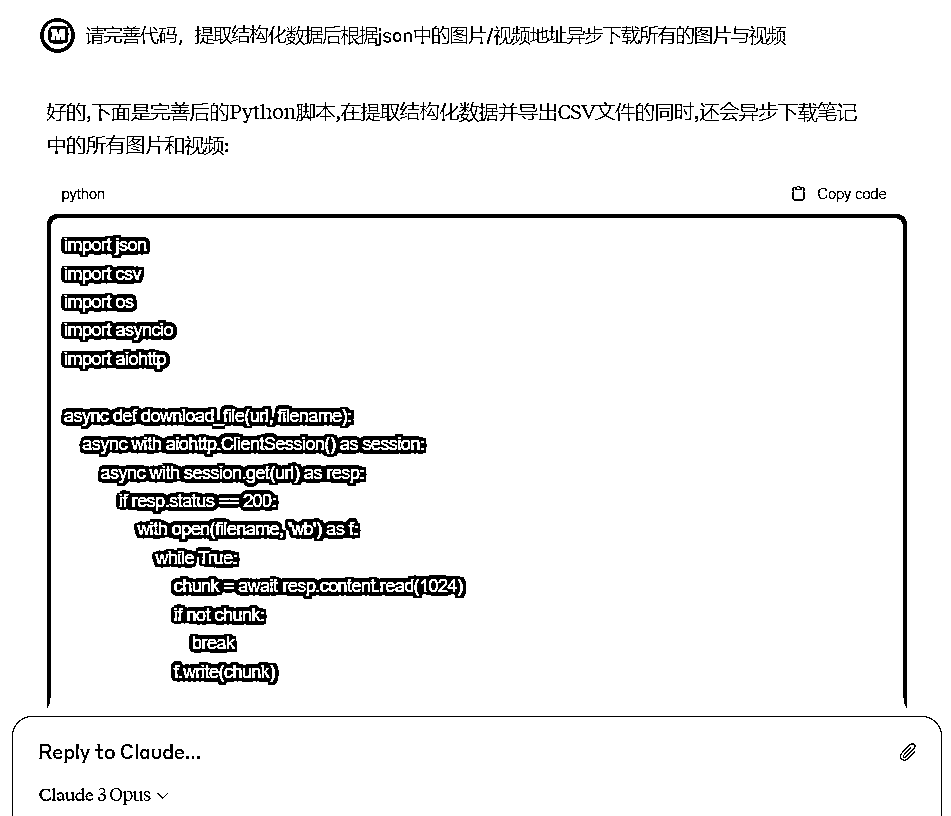 M 请完善代码，提取结构化数据后根据json中的图片/视频地址异步下载所有的图片与视频
好的,下面是完善后的Python脚本,在提取结构化数据并导出CSV文件的同时,还会异步下载笔记
中的所有图片和视频:
python Copy code
import json
import csv
import os
import asyncio
import aiohttp
async def download_file(url, filename):
async with aiohttp.ClientSession() as session:
async with session.get(url) as resp:
if resp.status == 200:
with open(filename, 'wb') as f:
while True:
chunk = await resp.content.read(1024)
if not chunk:
break
f.write(chunk)
Reply to Claude...
Claude 3 Opus